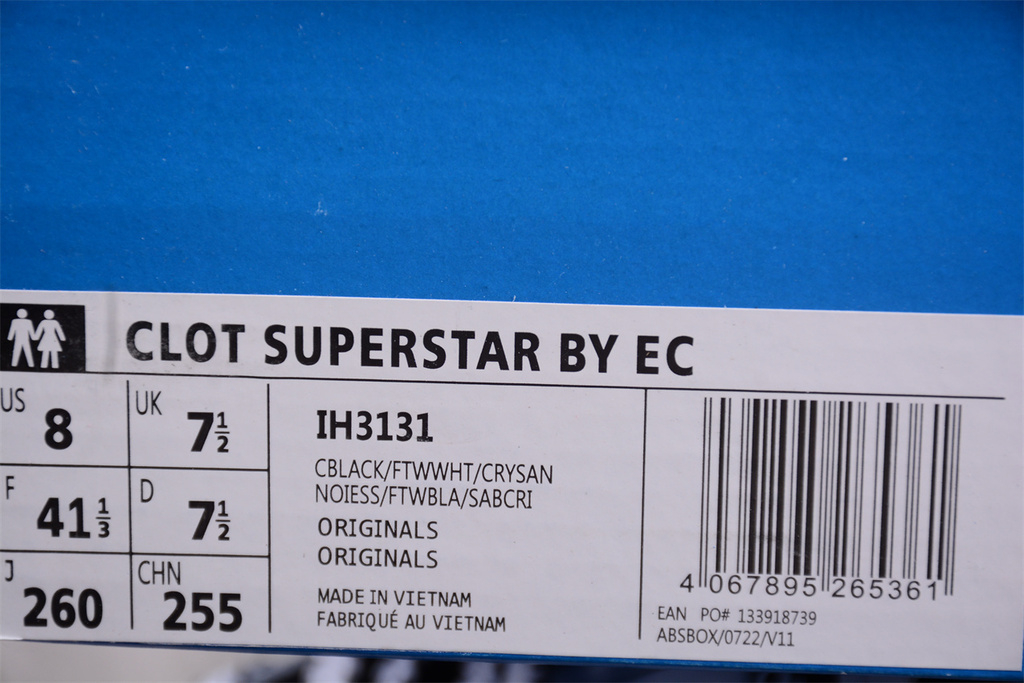 CLOT SUPERSTAR BY EC
US 8
UK 7½
F 41⅓
D 7½
J 260
CHN 255
IH3131
CBLACK/FTWWHT/CRYSAN
NOIESS/FTWBLA/SABCRI
ORIGINALS
ORIGINALS
MADE IN VIETNAM
FABRIQUÉ AU VIETNAM
4 067895 265361
EAN PO# 133918739
ABSBOX/0722/V11